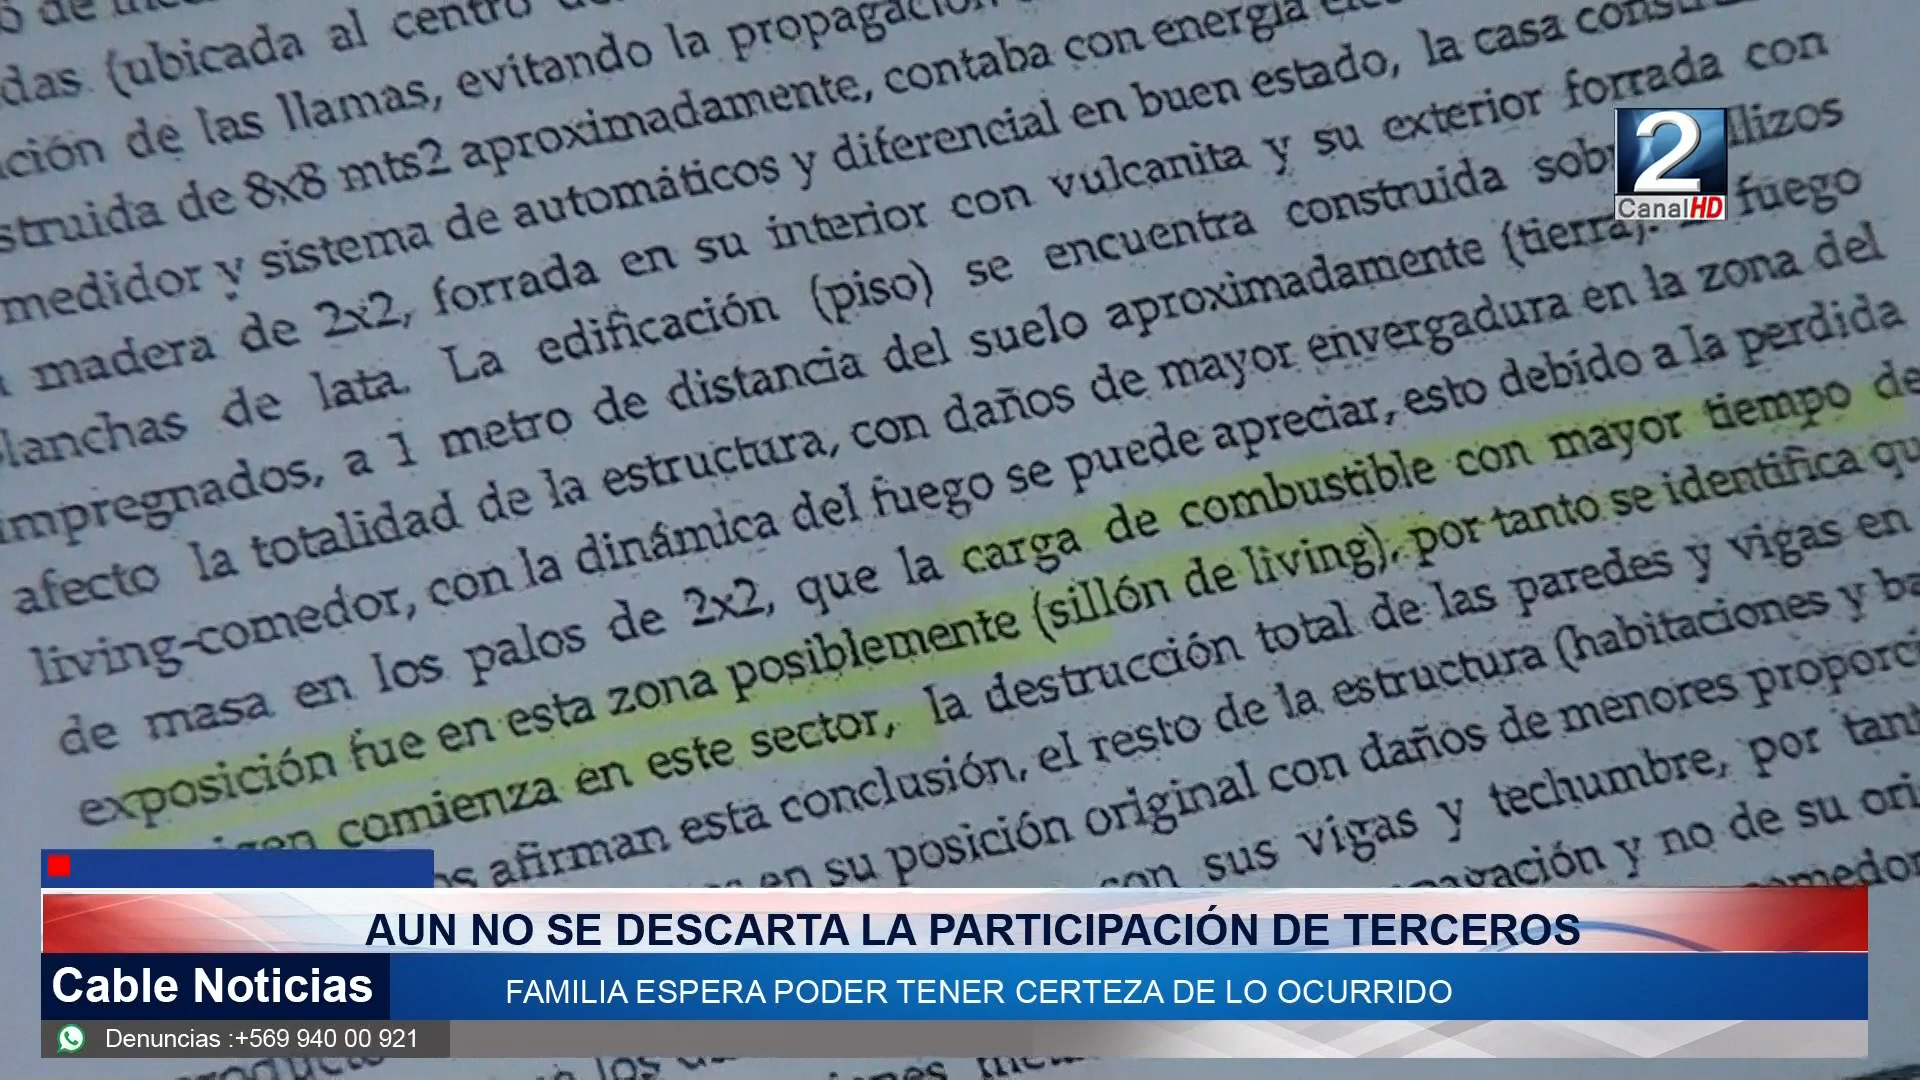 (ubicada al centro
ción de las llamas, evitando la propagación
struida de 8x8 mts2 aproximadamente, contaba con energía
medidor y sistema de automáticos y diferencial en buen estado, la casa
madera de 2x2, forrada en su interior con vulcanita y su exterior forrada con
lanchas de lata. La edificación (piso) se encuentra construida
impregnados, a 1 metro de distancia del suelo aproximadamente (tierra). fuego
afecto la totalidad de la estructura, con daños de mayor envergadura en la zona del
living-comedor, con la dinámica del fuego se puede apreciar, esto debido a la perdida
de masa en los palos de 2x2, que la carga de combustible con mayor tiempo de
exposición fue en esta zona posiblemente (sillón de living), por tanto se identifica qu
comienza en este sector, la destrucción total de las paredes y vigas en
afirman esta conclusión, el resto de la estructura (habitaciones y ba
en su posición original con daños de menores proporci
con sus vigas y techumbre, por tant
y no de su ori
2
CanalHD
AUN NO SE DESCARTA LA PARTICIPACIÓN DE TERCEROS
Cable Noticias
FAMILIA ESPERA PODER TENER CERTEZA DE LO OCURRIDO
Denuncias :+569 940 00 921